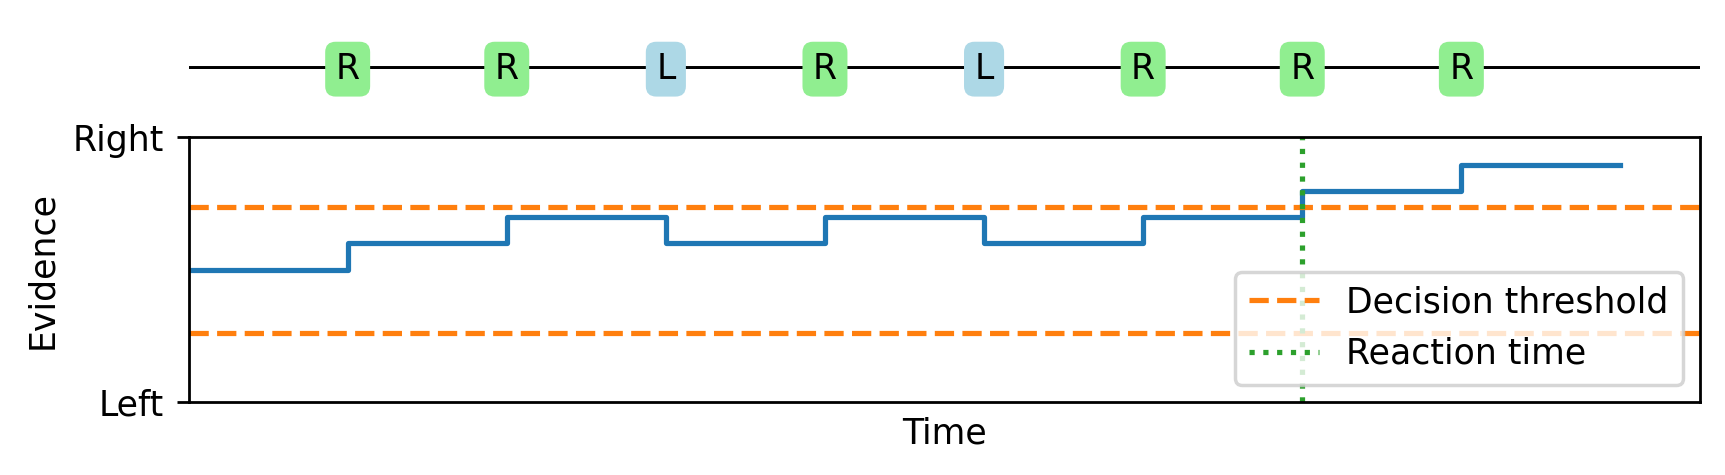 R R L R L R R R
Right
Evidence
Left
Decision threshold
Reaction time
Time